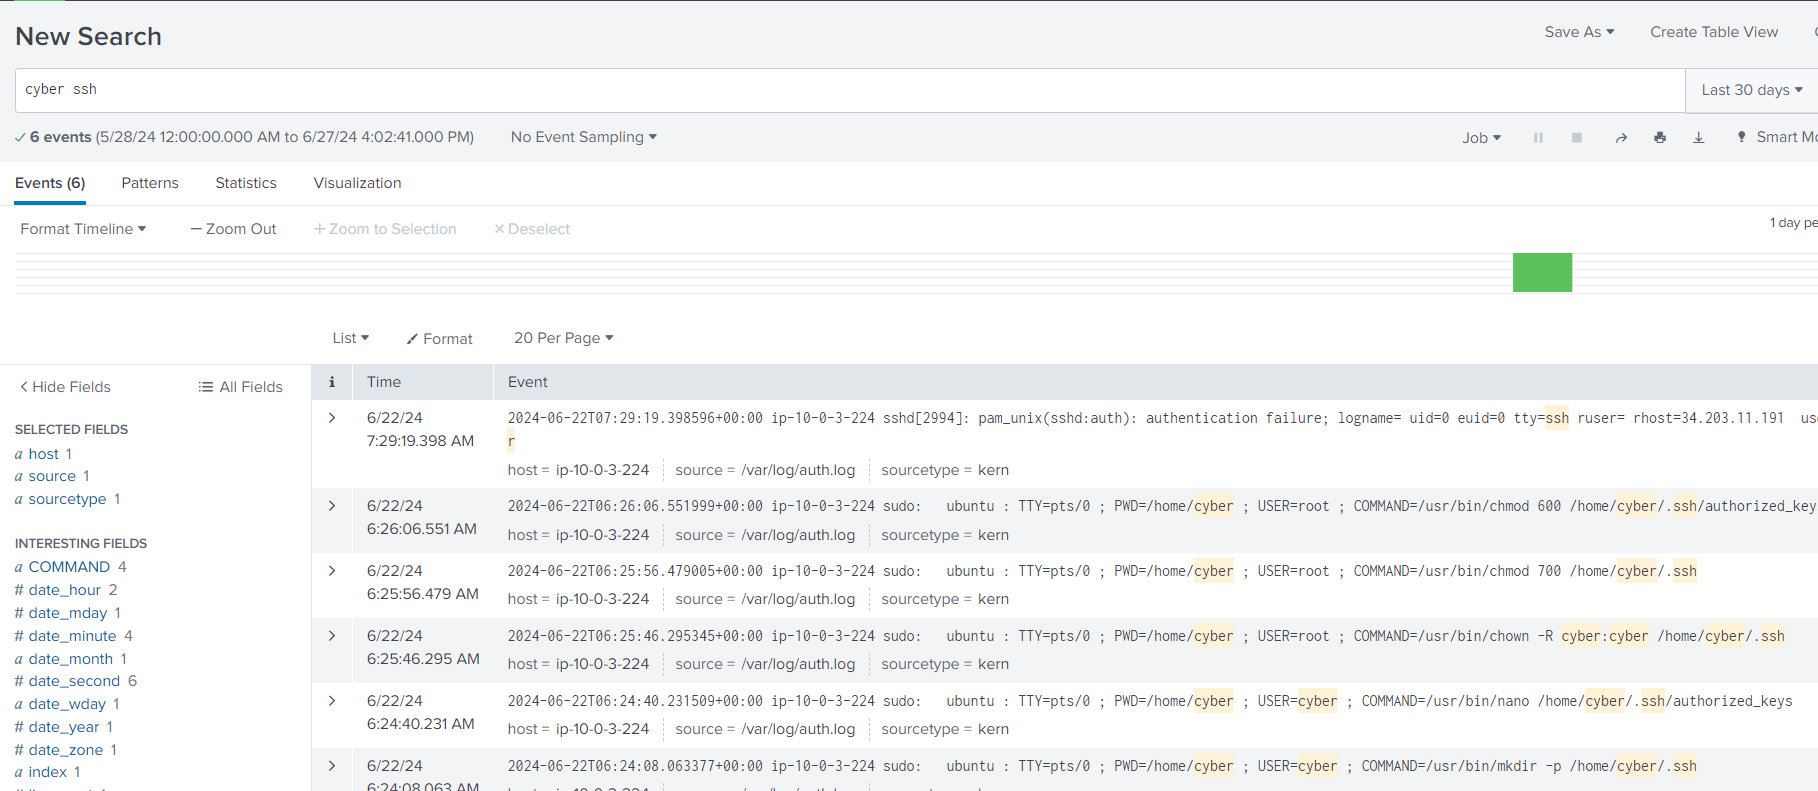 New Search
Save As
Create Table View
cyber ssh
Last 30 days
6 events (5/28/24 12:00:00.000 AM to 6/27/24 4:02:41.000 PM)
No Event Sampling
Job
Smart Mo
Events (6)
Patterns
Statistics
Visualization
Format Timeline
— Zoom Out
+ Zoom to Selection
× Deselect
1 day pe
List
Format
20 Per Page
< Hide Fields
All Fields
i
Time
Event
SELECTED FIELDS
a host 1
a source 1
a sourcetype 1
INTERESTING FIELDS
a COMMAND 4
# date_hour 2
# date_mday 1
# date_minute 4
a date_month 1
# date_second 6
a date_wday 1
# date_year 1
# date_zone 1
a index 1
> 6/22/24
7:29:19.398 AM
2024-06-22T07:29:19.398596+00:00 ip-10-0-3-224 sshd[2994]: pam_unix(sshd:auth): authentication failure; logname= uid=0 euid=0 tty=ssh ruser= rhost=34.203.11.191 us
r
host = ip-10-0-3-224 source = /var/log/auth.log sourcetype = kern
> 6/22/24
6:26:06.551 AM
2024-06-22T06:26:06.551999+00:00 ip-10-0-3-224 sudo: ubuntu : TTY=pts/0 ; PWD=/home/cyber ; USER=root ; COMMAND=/usr/bin/chmod 600 /home/cyber/.ssh/authorized_key
host = ip-10-0-3-224 source = /var/log/auth.log sourcetype = kern
> 6/22/24
6:25:56.479 AM
2024-06-22T06:25:56.479005+00:00 ip-10-0-3-224 sudo: ubuntu : TTY=pts/0 ; PWD=/home/cyber ; USER=root ; COMMAND=/usr/bin/chmod 700 /home/cyber/.ssh
host = ip-10-0-3-224 source = /var/log/auth.log sourcetype = kern
> 6/22/24
6:25:46.295 AM
2024-06-22T06:25:46.295345+00:00 ip-10-0-3-224 sudo: ubuntu : TTY=pts/0 ; PWD=/home/cyber ; USER=root ; COMMAND=/usr/bin/chown -R cyber:cyber /home/cyber/.ssh
host = ip-10-0-3-224 source = /var/log/auth.log sourcetype = kern
> 6/22/24
6:24:40.231 AM
2024-06-22T06:24:40.231509+00:00 ip-10-0-3-224 sudo: ubuntu : TTY=pts/0 ; PWD=/home/cyber ; USER=cyber ; COMMAND=/usr/bin/nano /home/cyber/.ssh/authorized_keys
host = ip-10-0-3-224 source = /var/log/auth.log sourcetype = kern
> 6/22/24
6:24:08.063 AM
2024-06-22T06:24:08.063377+00:00 ip-10-0-3-224 sudo: ubuntu : TTY=pts/0 ; PWD=/home/cyber ; USER=cyber ; COMMAND=/usr/bin/mkdir -p /home/cyber/.ssh